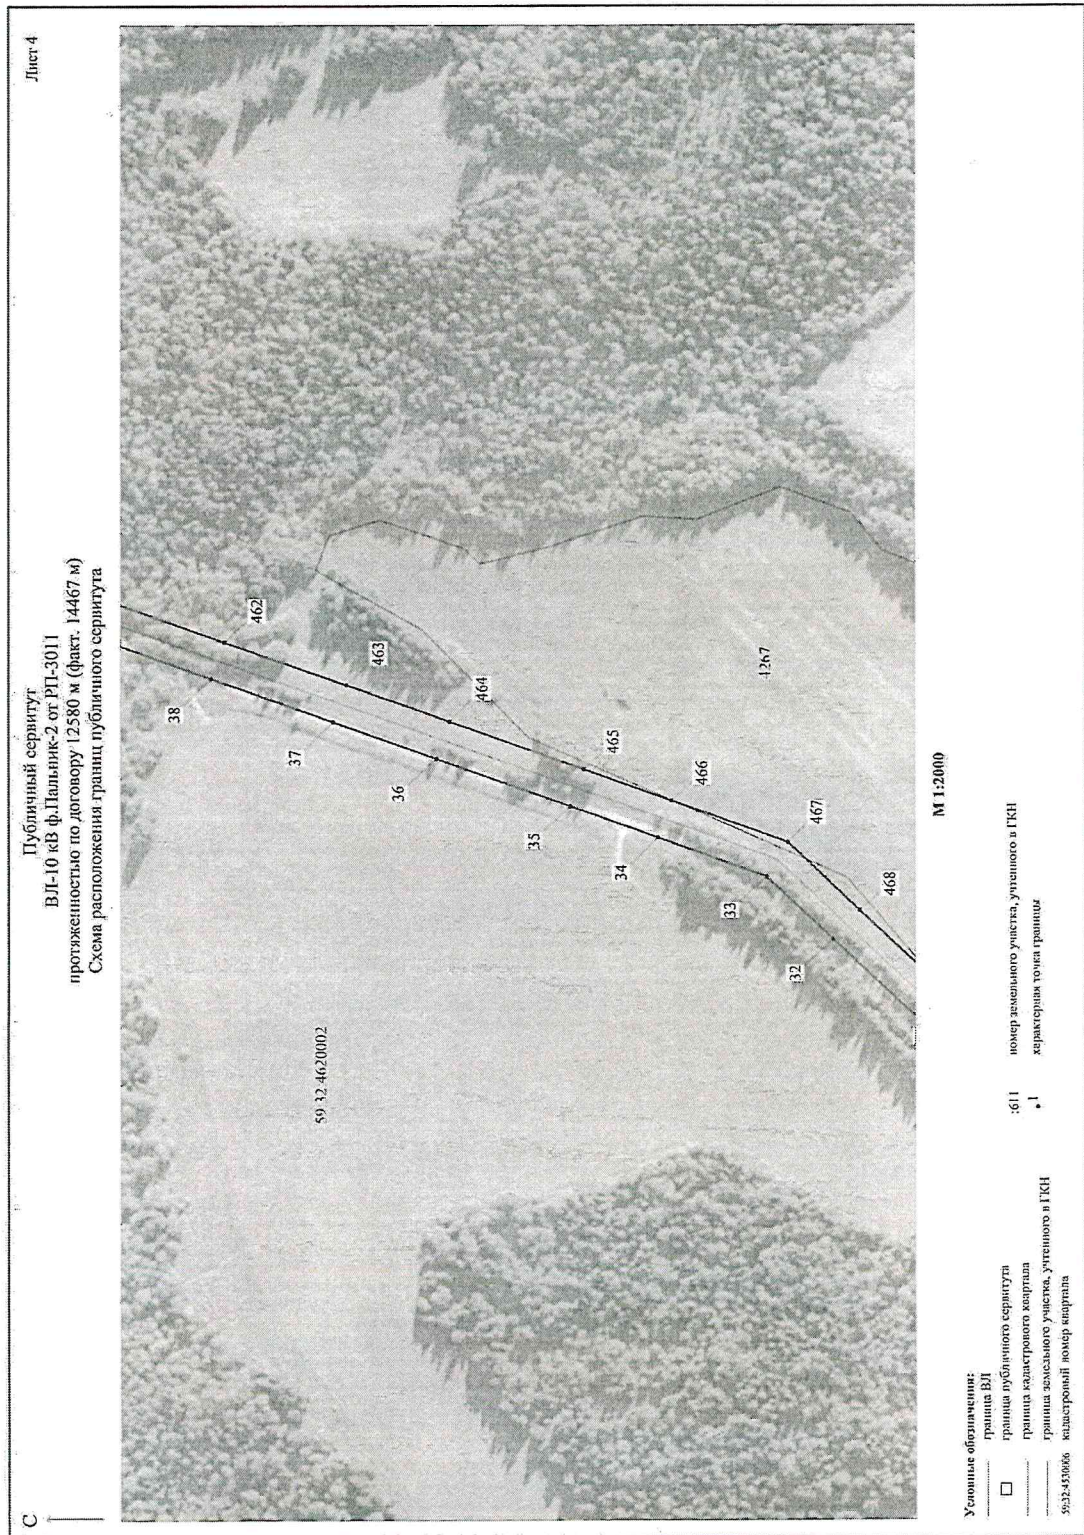 С
Лист 4
Публичный сервитут
ВЛ-10 кВ ф.Пальник-2 от РП-3011
протяженностью по договору 12580 м (факт. 14467 м)
Схема расположения границ публичного сервитута
38
462
37
463
36
464
59:32:4620002
35
465
34
466
4267
33
467
32
468
М 1:2000
Условные обозначения:
граница ВЛ
граница публичного сервитута
граница кадастрового квартала
граница земельного участка, учтенного в ГКН
59:32:4530006 кадастровый номер квартала
:611 номер земельного участка, учтенного в ГКН
1 характерная точка границы